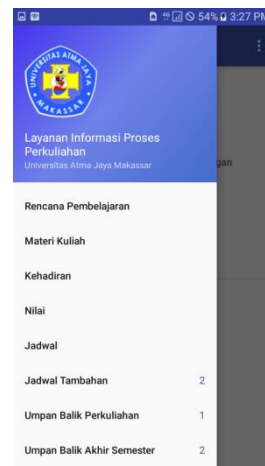 54% 3:27 PM
UNIVERSITAS ATMA JAYA
MAKASSAR
Layanan Informasi Proses
Perkuliahan
Universitas Atma Jaya Makassar
gan
Rencana Pembelajaran
Materi Kuliah
Kehadiran
Nilai
Jadwal
Jadwal Tambahan 2
Umpan Balik Perkuliahan 1
Umpan Balik Akhir Semester 2